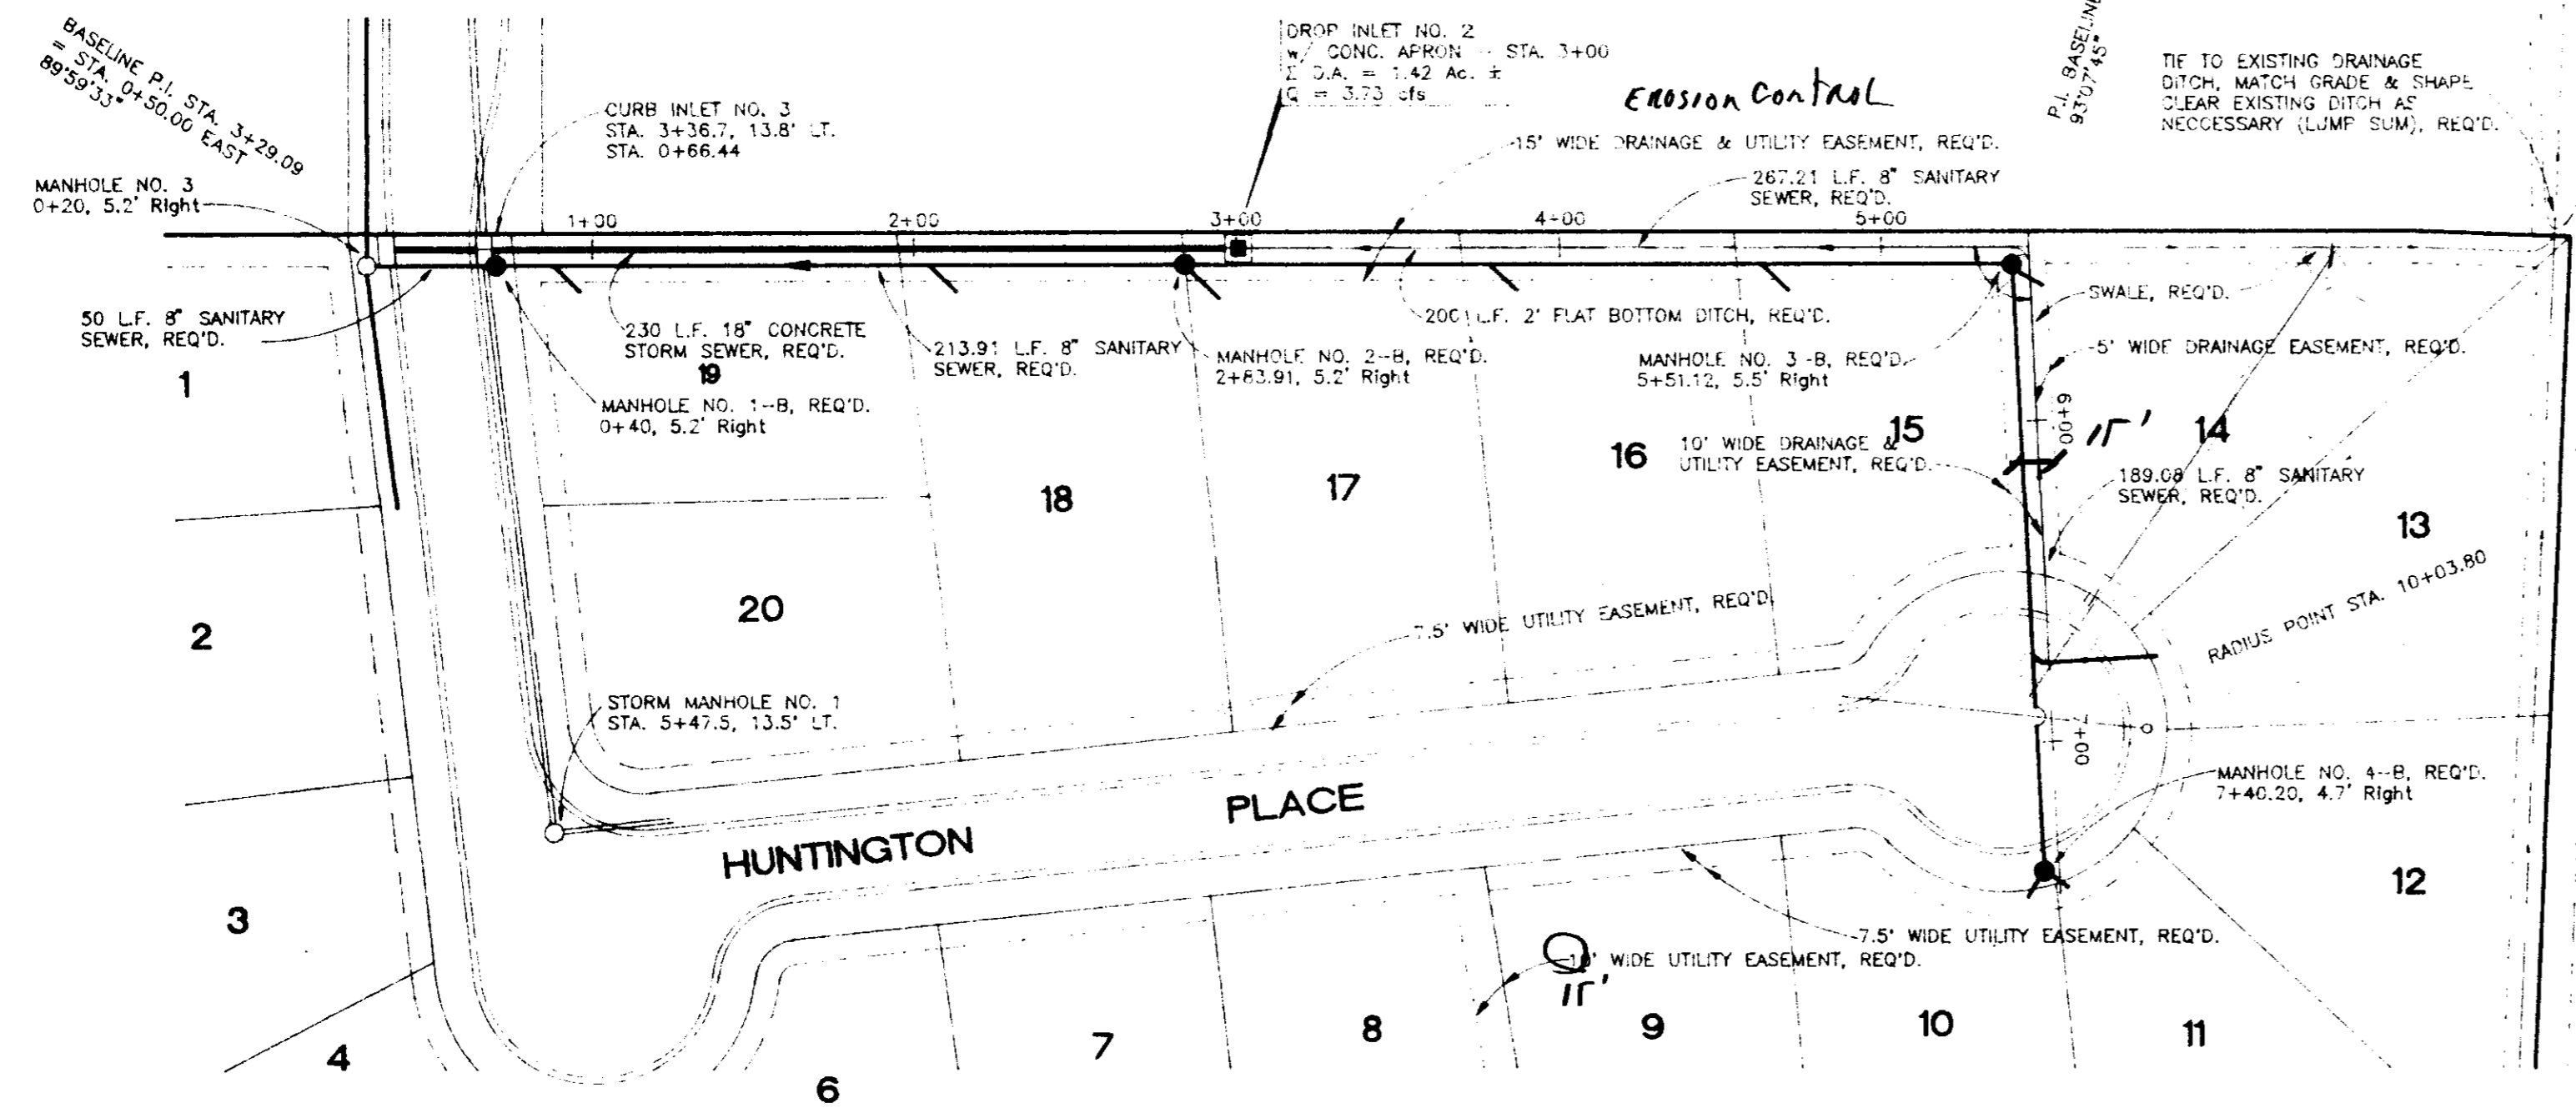 BASELINE P.I. STA. 3+29.09
= STA. 0+50.00 EAST
89°59'33"
MANHOLE NO. 3
0+20, 5.2' Right
CURB INLET NO. 3
STA. 3+36.7, 13.8' LT.
STA. 0+66.44
DROP INLET NO. 2
w/ CONC. APRON - STA. 3+00
Σ D.A. = 1.42 Ac. ±
Q = 3.73 cfs
EROSION CONTROL
15' WIDE DRAINAGE & UTILITY EASEMENT, REQ'D.
267.21 L.F. 8" SANITARY
SEWER, REQ'D.
P.I. BASELINE
93°07'45"
TIE TO EXISTING DRAINAGE
DITCH, MATCH GRADE & SHAPE
CLEAR EXISTING DITCH AS
NECCESSARY (LUMP SUM), REQ'D.
1+00
2+00
3+00
4+00
5+00
50 L.F. 8" SANITARY
SEWER, REQ'D.
230 L.F. 18" CONCRETE
STORM SEWER, REQ'D.
213.91 L.F. 8" SANITARY
SEWER, REQ'D.
MANHOLE NO. 1-B, REQ'D.
0+40, 5.2' Right
MANHOLE NO. 2-B, REQ'D.
2+83.91, 5.2' Right
200 L.F. 2' FLAT BOTTOM DITCH, REQ'D.
MANHOLE NO. 3-B, REQ'D.
5+51.12, 5.5' Right
SWALE, REQ'D.
5' WIDE DRAINAGE EASEMENT, REQ'D.
6+00
15'
10' WIDE DRAINAGE &
UTILITY EASEMENT, REQ'D.
189.08 L.F. 8" SANITARY
SEWER, REQ'D.
1
19
18
17
16
15
14
13
2
20
7.5' WIDE UTILITY EASEMENT, REQ'D
RADIUS POINT STA. 10+03.80
STORM MANHOLE NO. 1
STA. 5+47.5, 13.5' LT.
7+00
HUNTINGTON PLACE
MANHOLE NO. 4-B, REQ'D.
7+40.20, 4.7' Right
3
12
7.5' WIDE UTILITY EASEMENT, REQ'D.
10' WIDE UTILITY EASEMENT, REQ'D.
15'
4
6
7
8
9
10
11